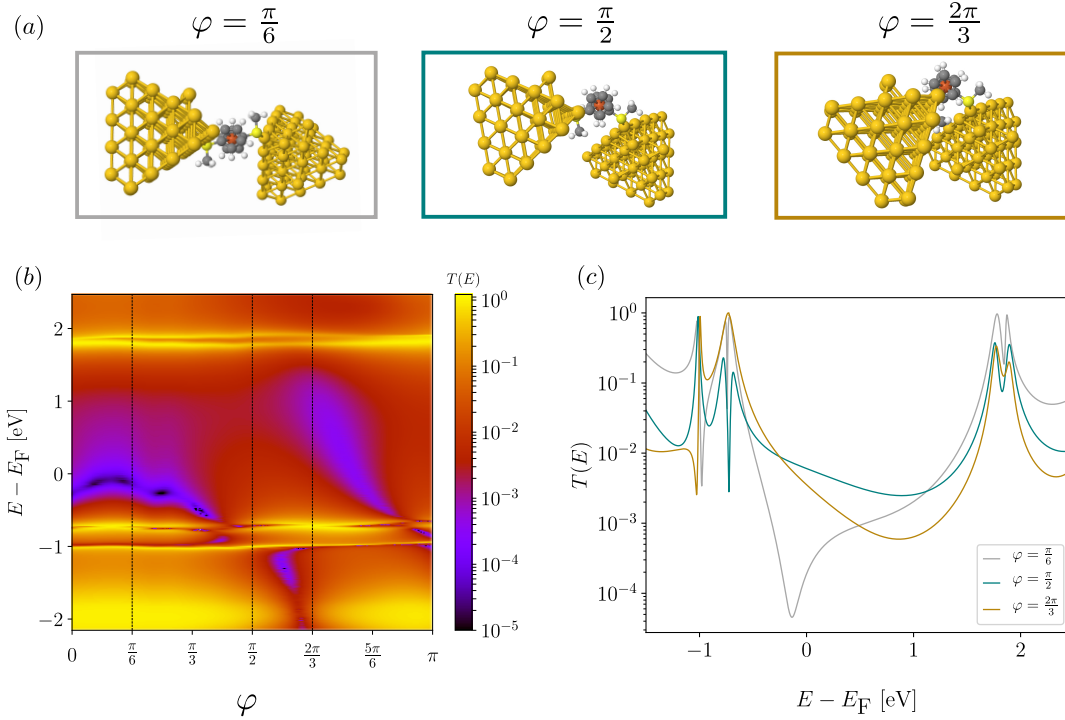 (a)
φ = π/6
φ = π/2
φ = 2π/3
(b)
T(E)
E − E_F [eV]
2
1
0
−1
−2
0
π/6
π/3
π/2
2π/3
5π/6
π
φ
10^0
10^−1
10^−2
10^−3
10^−4
10^−5
(c)
T(E)
10^0
10^−1
10^−2
10^−3
10^−4
−1
0
1
2
E − E_F [eV]
φ = π/6
φ = π/2
φ = 2π/3